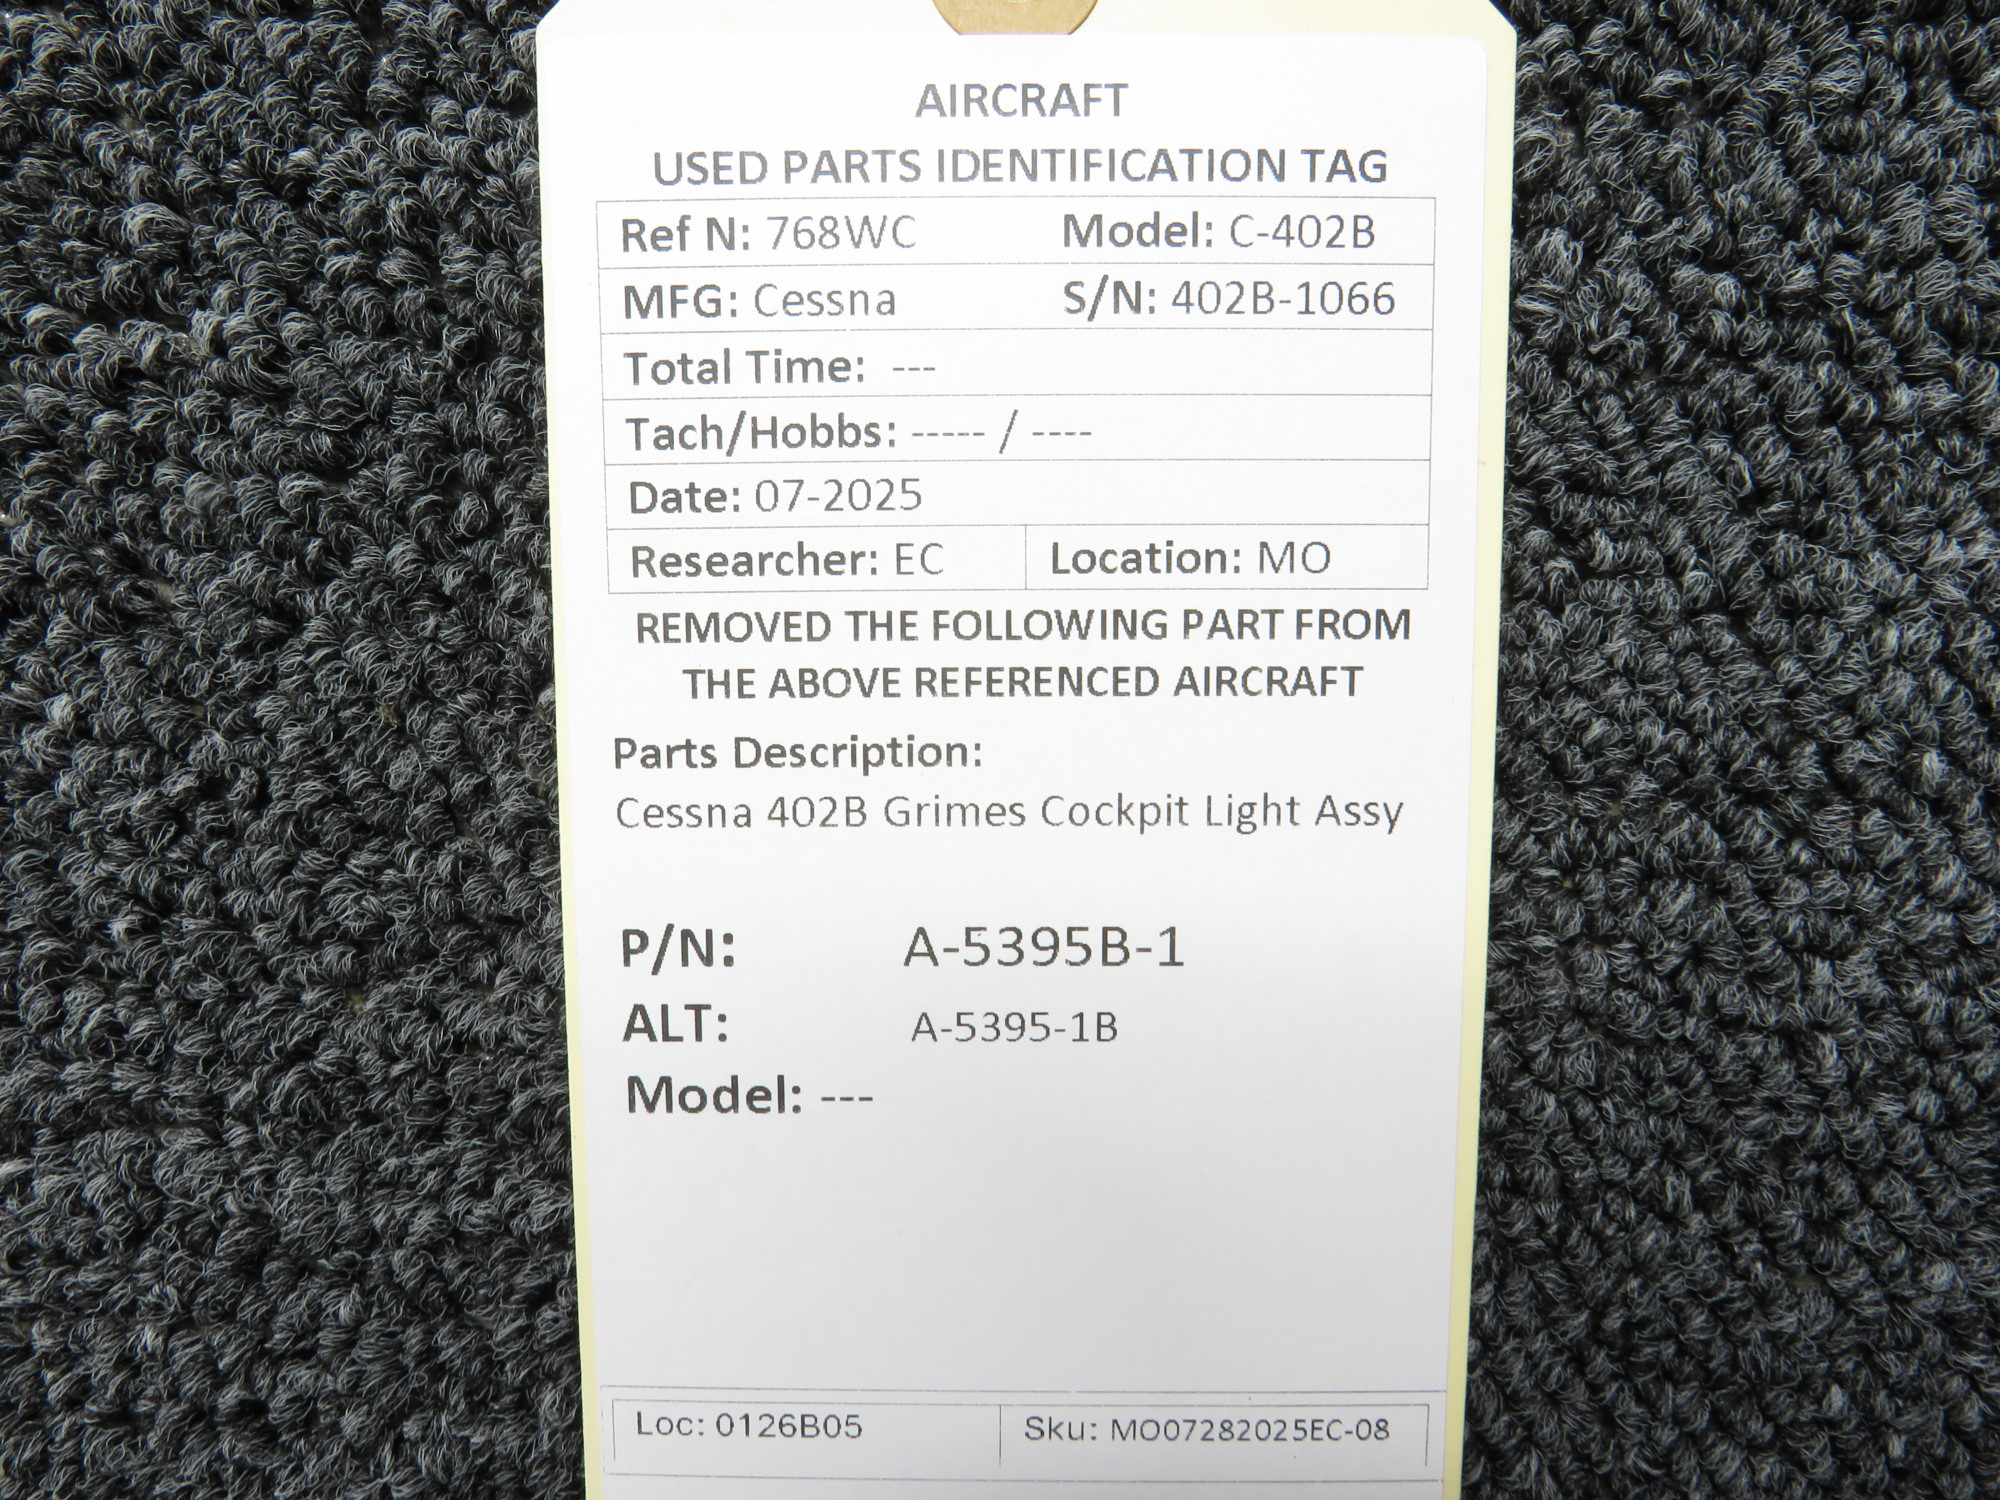 AIRCRAFT
USED PARTS IDENTIFICATION TAG
Ref N: 768WC Model: C-402B
MFG: Cessna S/N: 402B-1066
Total Time: ---
Tach/Hobbs: ----- / ----
Date: 07-2025
Researcher: EC Location: MO
REMOVED THE FOLLOWING PART FROM
THE ABOVE REFERENCED AIRCRAFT
Parts Description:
Cessna 402B Grimes Cockpit Light Assy
P/N: A-5395B-1
ALT: A-5395-1B
Model: ---
Loc: 0126B05 Sku: MO07282025EC-08